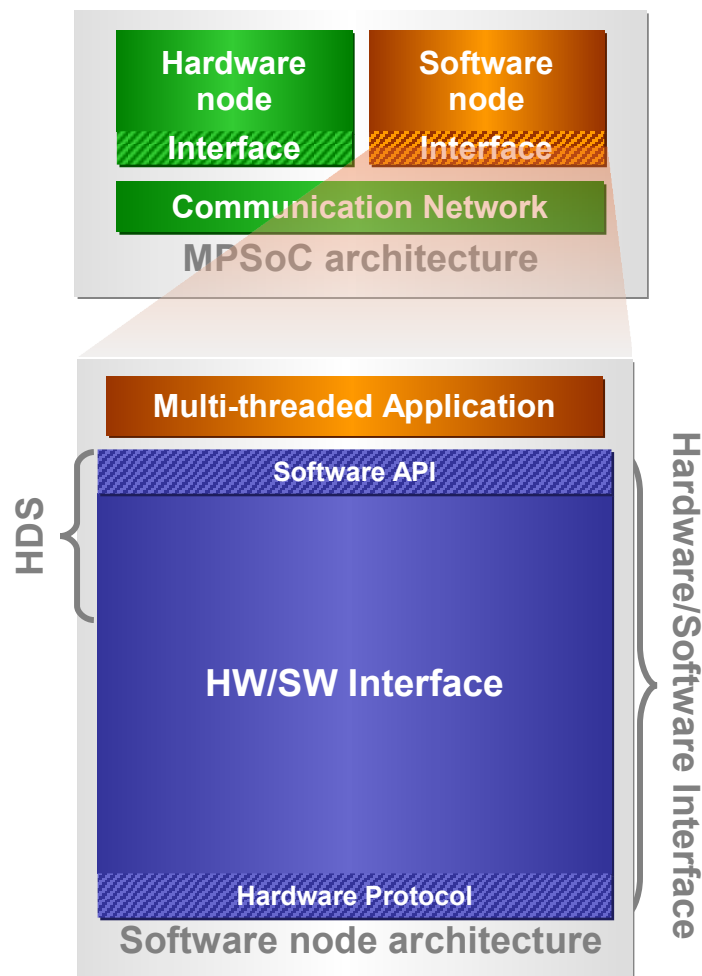 Hardware
node
Interface
Software
node
Interface
Communication Network
MPSoC architecture
Multi-threaded Application
Software API
HDS
HW/SW Interface
Hardware/Software Interface
Hardware Protocol
Software node architecture